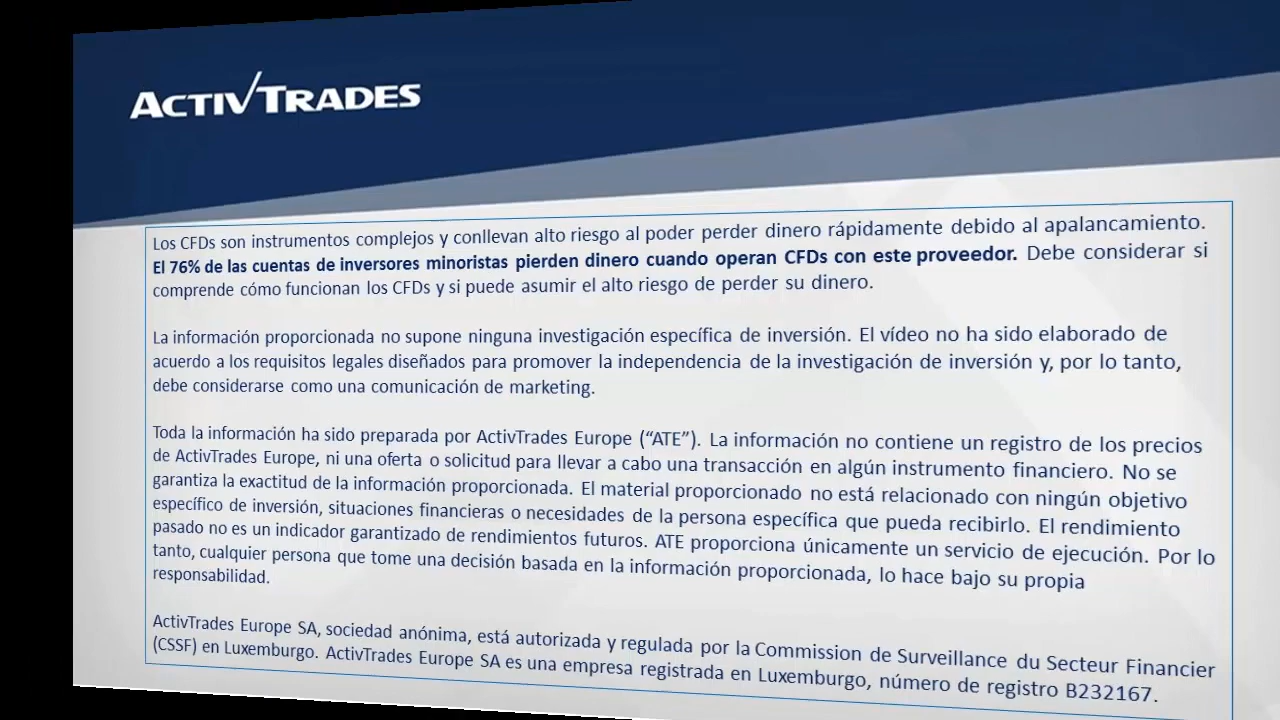 ACTIVTRADES
Los CFDs son instrumentos complejos y conllevan alto riesgo al poder perder dinero rápidamente debido al apalancamiento.
El 76% de las cuentas de inversores minoristas pierden dinero cuando operan CFDs con este proveedor. Debe considerar si
comprende cómo funcionan los CFDs y si puede asumir el alto riesgo de perder su dinero.
La información proporcionada no supone ninguna investigación específica de inversión. El vídeo no ha sido elaborado de
acuerdo a los requisitos legales diseñados para promover la independencia de la investigación de inversión y, por lo tanto,
debe considerarse como una comunicación de marketing.
Toda la información ha sido preparada por ActivTrades Europe (“ATE”). La información no contiene un registro de los precios
de ActivTrades Europe, ni una oferta o solicitud para llevar a cabo una transacción en algún instrumento financiero. No se
garantiza la exactitud de la información proporcionada. El material proporcionado no está relacionado con ningún objetivo
específico de inversión, situaciones financieras o necesidades de la persona específica que pueda recibirlo. El rendimiento
pasado no es un indicador garantizado de rendimientos futuros. ATE proporciona únicamente un servicio de ejecución. Por lo
tanto, cualquier persona que tome una decisión basada en la información proporcionada, lo hace bajo su propia
responsabilidad.
ActivTrades Europe SA, sociedad anónima, está autorizada y regulada por la Commission de Surveillance du Secteur Financier
(CSSF) en Luxemburgo. ActivTrades Europe SA es una empresa registrada en Luxemburgo, número de registro B232167.